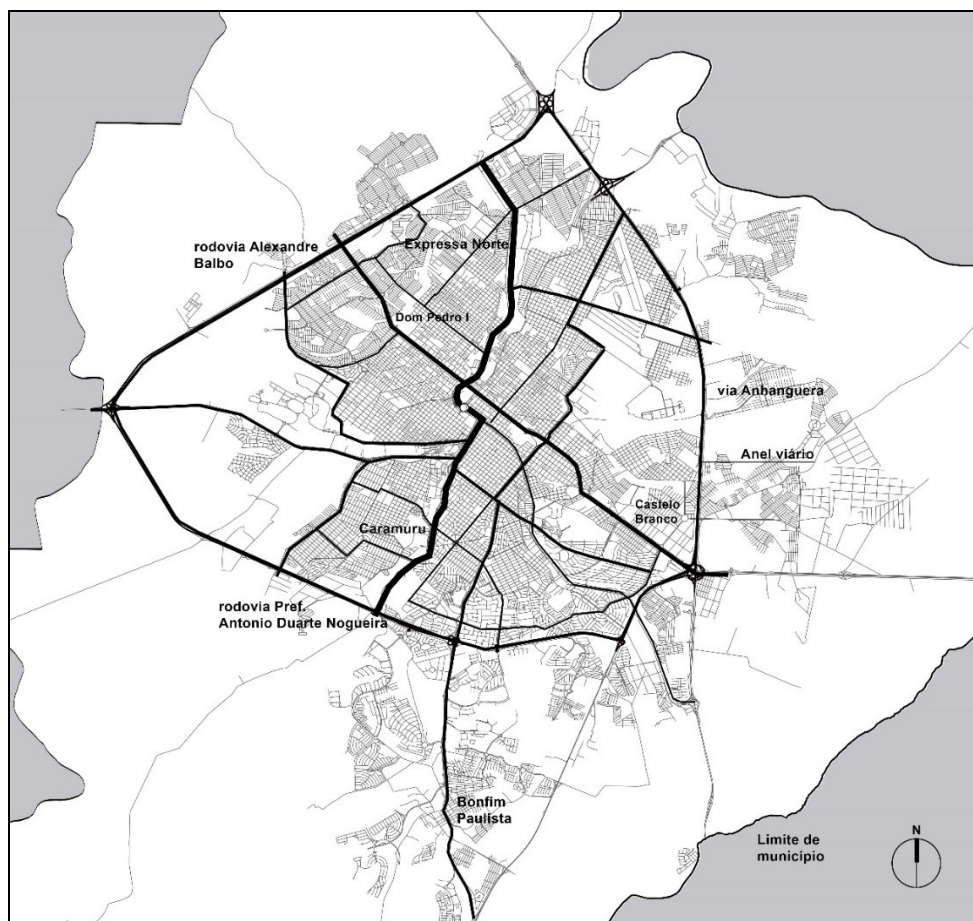 rodovia Alexandre
Balbo
Expressa Norte
Dom Pedro I
via Anhanguera
Anel viário
Castelo
Branco
Caramuru
rodovia Pref.
Antonio Duarte Nogueira
Bonfim
Paulista
Limite de
município
N